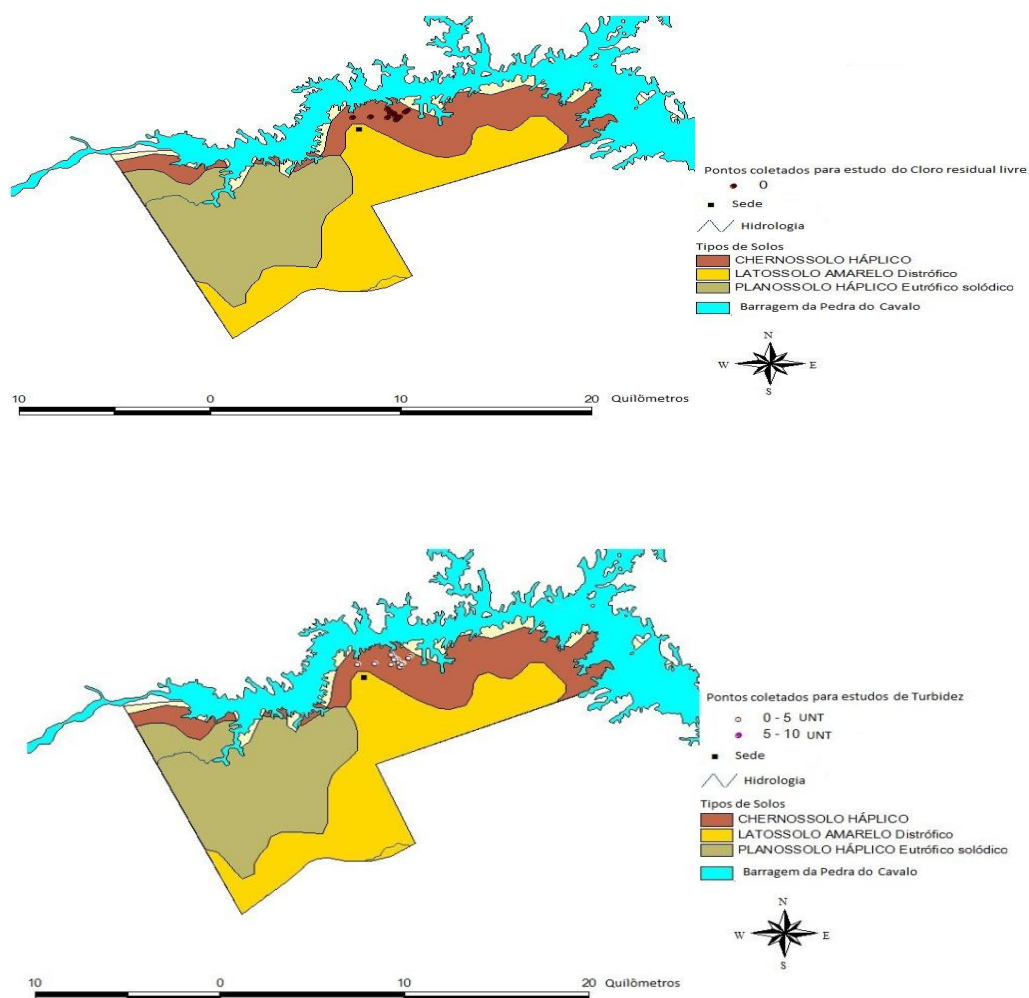 Pontos coletados para estudo do Cloro residual livre
0
Sede
Hidrologia
Tipos de Solos
CHERNOSSOLO HÁPLICO
LATOSSOLO AMARELO Distrófico
PLANOSSOLO HÁPLICO Eutrófico solódico
Barragem da Pedra do Cavalo
N
W E
S
10 0 10 20 Quilômetros
Pontos coletados para estudos de Turbidez
0 - 5 UNT
5 - 10 UNT
Sede
Hidrologia
Tipos de Solos
CHERNOSSOLO HÁPLICO
LATOSSOLO AMARELO Distrófico
PLANOSSOLO HÁPLICO Eutrófico solódico
Barragem da Pedra do Cavalo
N
W E
S
10 0 10 20 Quilômetros